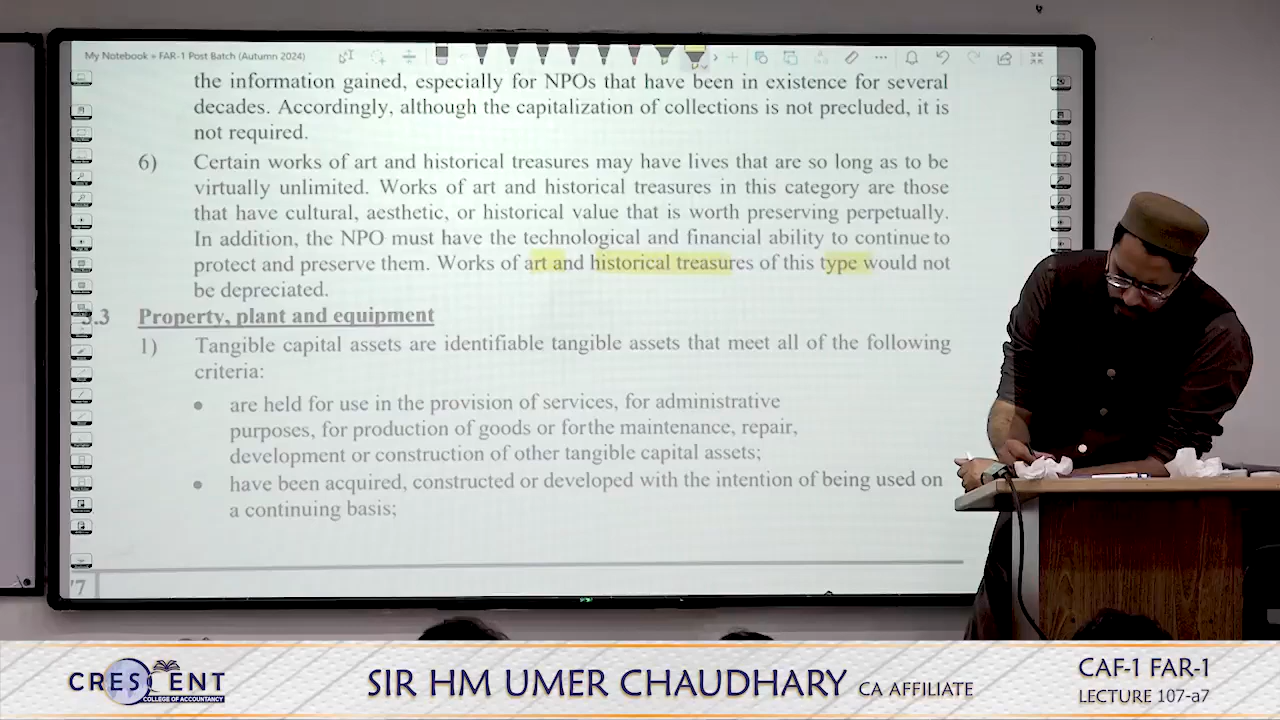 My Notebook » FAR-1 Post Batch (Autumn 2024)
the information gained, especially for NPOs that have been in existence for several
decades. Accordingly, although the capitalization of collections is not precluded, it is
not required.
6) Certain works of art and historical treasures may have lives that are so long as to be
virtually unlimited. Works of art and historical treasures in this category are those
that have cultural, aesthetic, or historical value that is worth preserving perpetually.
In addition, the NPO must have the technological and financial ability to continue to
protect and preserve them. Works of art and historical treasures of this type would not
be depreciated.
3.3 Property, plant and equipment
1) Tangible capital assets are identifiable tangible assets that meet all of the following
criteria:
• are held for use in the provision of services, for administrative
purposes, for production of goods or forthe maintenance, repair,
development or construction of other tangible capital assets;
• have been acquired, constructed or developed with the intention of being used on
a continuing basis;
77
CRESCENT
COLLEGE OF ACCOUNTANCY
SIR HM UMER CHAUDHARY CA AFFILIATE
CAF-1 FAR-1
LECTURE 107-a7